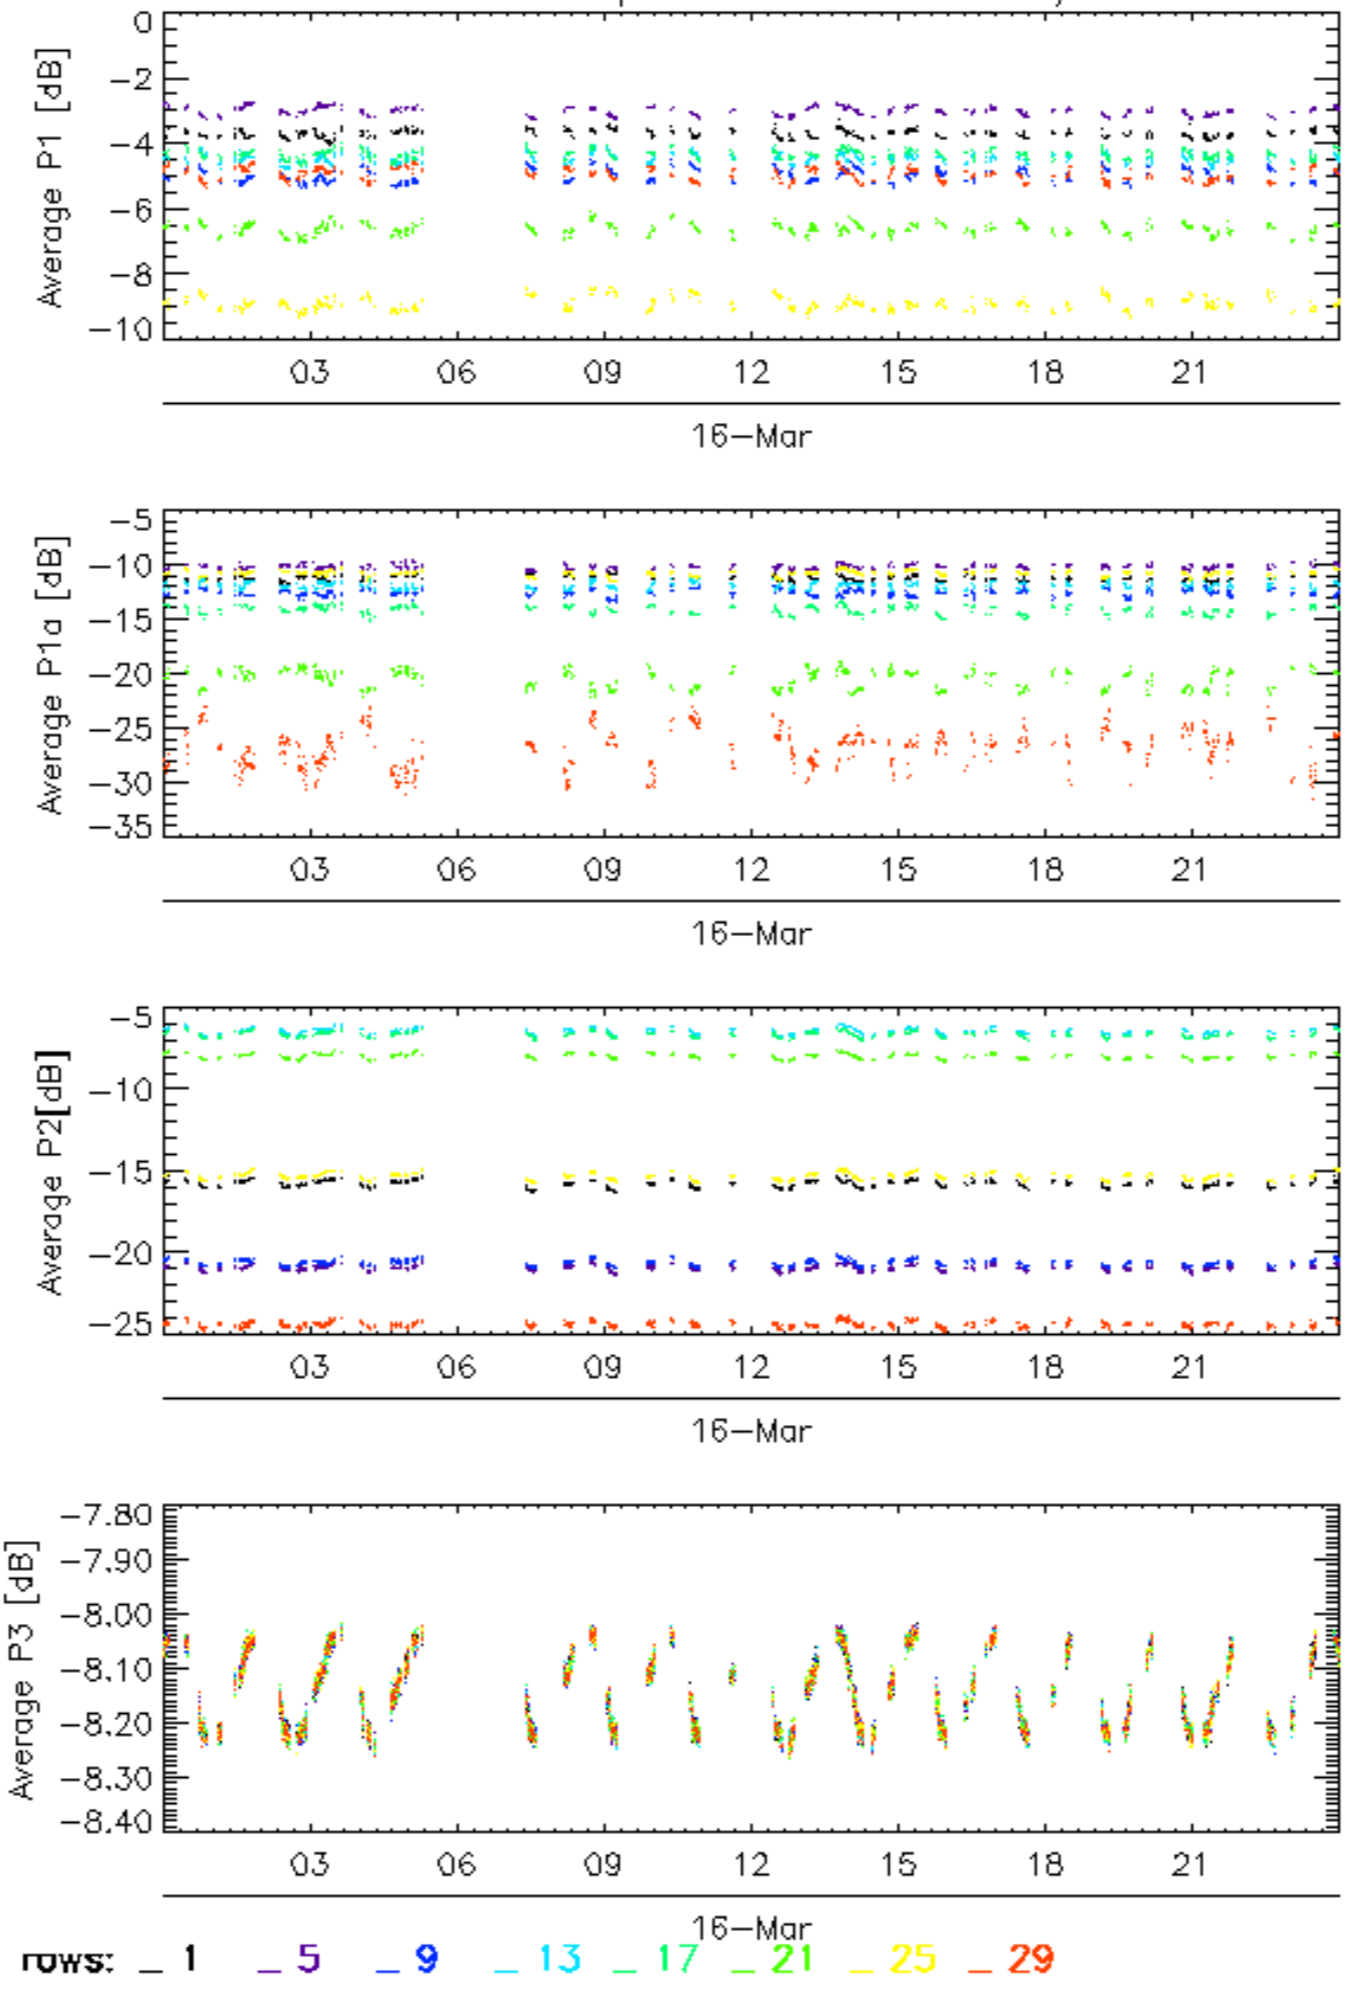 0
−2
−4
−6
−8
−10
Average P1 [dB]
03 06 09 12 15 18 21
16−Mar
−5
−10
−15
−20
−25
−30
−35
Average P1a [dB]
03 06 09 12 15 18 21
16−Mar
−5
−10
−15
−20
−25
Average P2[dB]
03 06 09 12 15 18 21
16−Mar
−7.80
−7.90
−8.00
−8.10
−8.20
−8.30
−8.40
Average P3 [dB]
03 06 09 12 15 18 21
16−Mar
rows: _ 1 _ 5 _ 9 _ 13 _ 17 _ 21 _ 25 _ 29